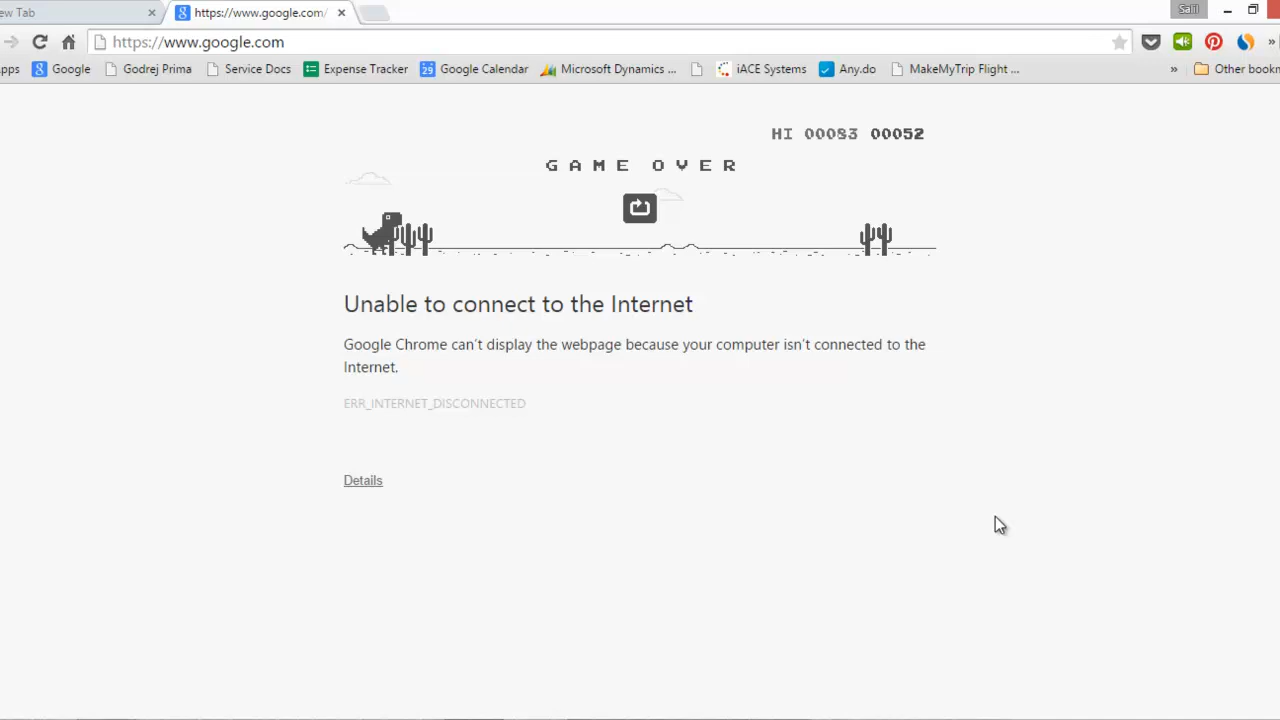 ew Tab
https://www.google.com/
Salil
https://www.google.com
pps
Google
Godrej Prima
Service Docs
Expense Tracker
29
Google Calendar
Microsoft Dynamics ...
iACE Systems
Any.do
MakeMyTrip Flight ...
»
Other bookm
HI 00083 00052
GAME OVER
Unable to connect to the Internet
Google Chrome can't display the webpage because your computer isn't connected to the
Internet.
ERR_INTERNET_DISCONNECTED
Details